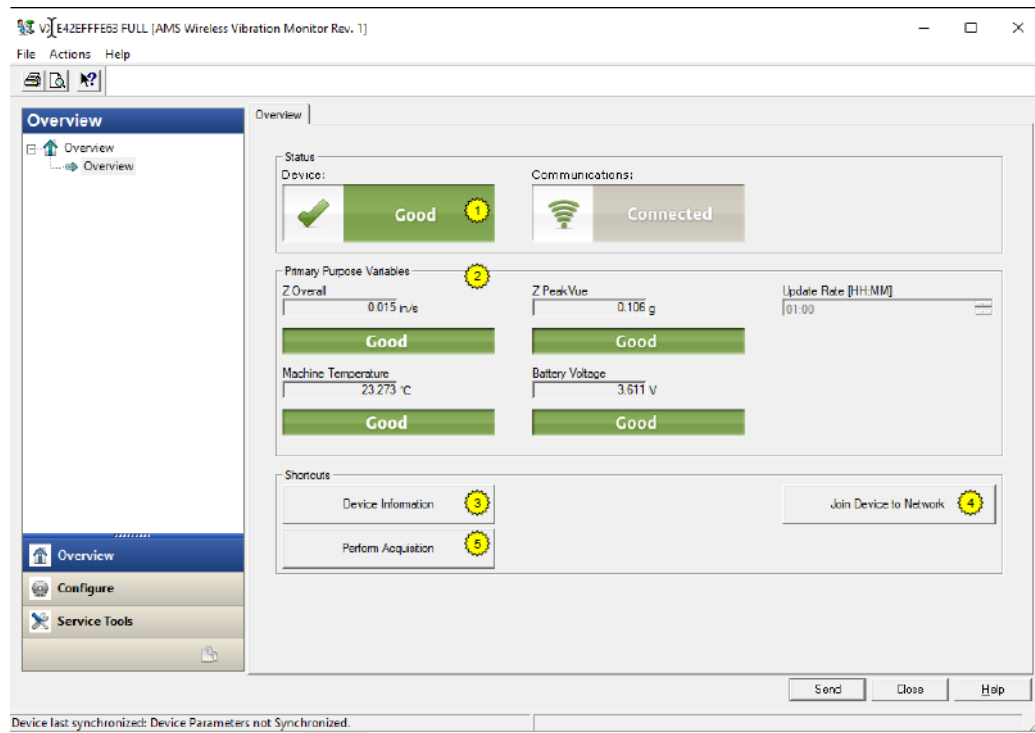 E42EFFFE63 FULL [AMS Wireless Vibration Monitor Rev. 1]
File Actions Help
Overview
Overview
Overview
Overview
Status
Device:
Communications:
Good
1
Connected
Primary Purpose Variables
2
Z Overall
0.015 in/s
Good
Z PeakVue
0.106 g
Good
Update Rate [HH:MM]
01:00
Machine Temperature
23.273 °C
Good
Battery Voltage
3.611 V
Good
Shortcuts
Device Information
3
Join Device to Network
4
Perform Acquisition
5
Overview
Configure
Service Tools
Send
Close
Help
Device last synchronized: Device Parameters not Synchronized.